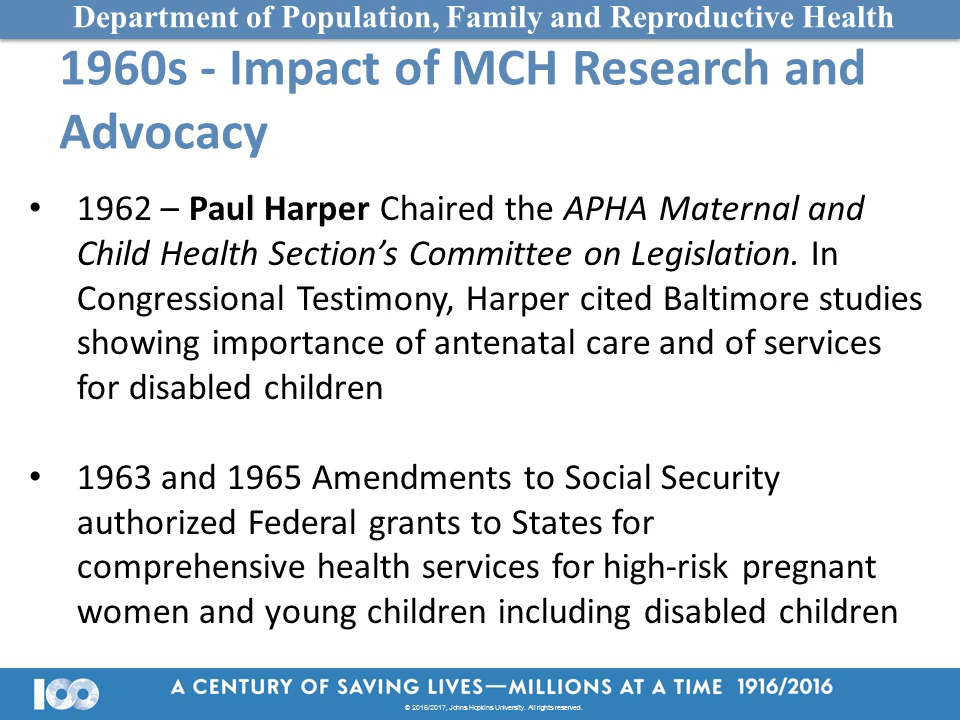 Department of Population, Family and Reproductive Health
1960s - Impact of MCH Research and
Advocacy
• 1962 – Paul Harper Chaired the APHA Maternal and
Child Health Section’s Committee on Legislation. In
Congressional Testimony, Harper cited Baltimore studies
showing importance of antenatal care and of services
for disabled children
• 1963 and 1965 Amendments to Social Security
authorized Federal grants to States for
comprehensive health services for high-risk pregnant
women and young children including disabled children
100 A CENTURY OF SAVING LIVES—MILLIONS AT A TIME 1916/2016
© 2016/2017, Johns Hopkins University. All rights reserved.